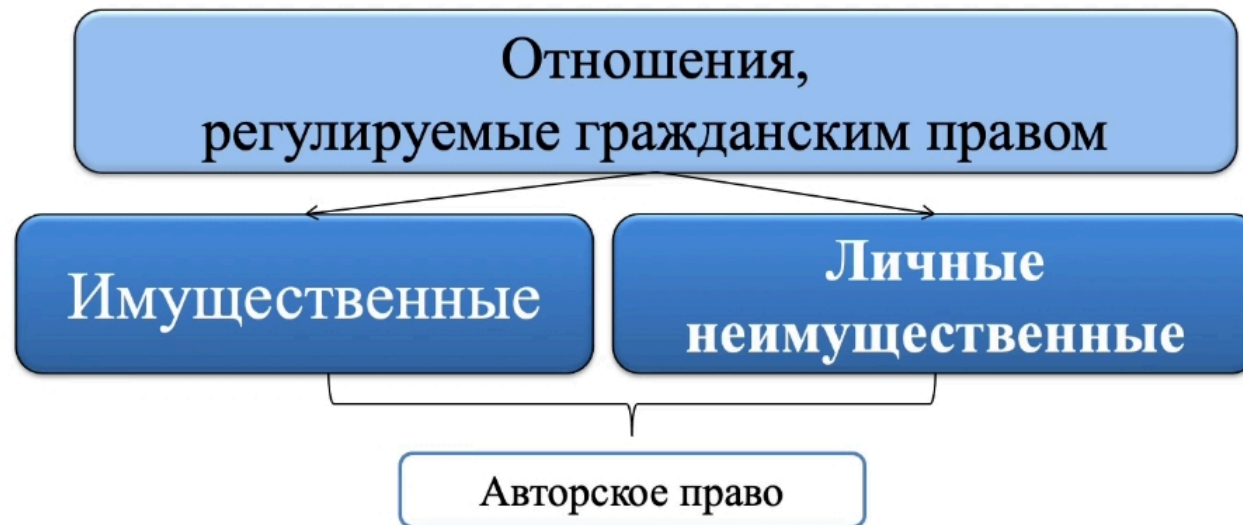 Отношения,
регулируемые гражданским правом
Имущественные
Личные
неимущественные
Авторское право